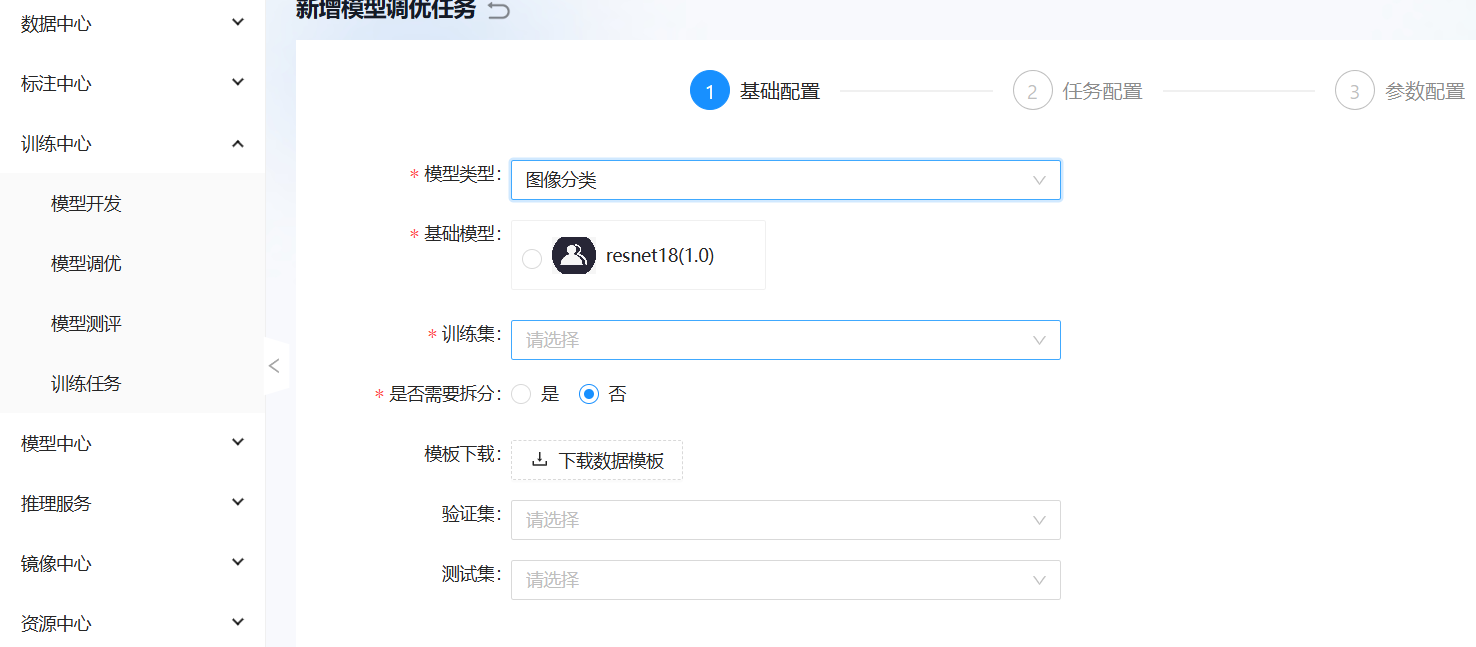 新增模型调优任务
数据中心
标注中心
训练中心
模型开发
模型调优
模型测评
训练任务
模型中心
推理服务
镜像中心
资源中心
1 基础配置
2 任务配置
3 参数配置
* 模型类型: 图像分类
* 基础模型: resnet18(1.0)
* 训练集: 请选择
* 是否需要拆分: 是 否
模板下载: 下载数据模板
验证集: 请选择
测试集: 请选择